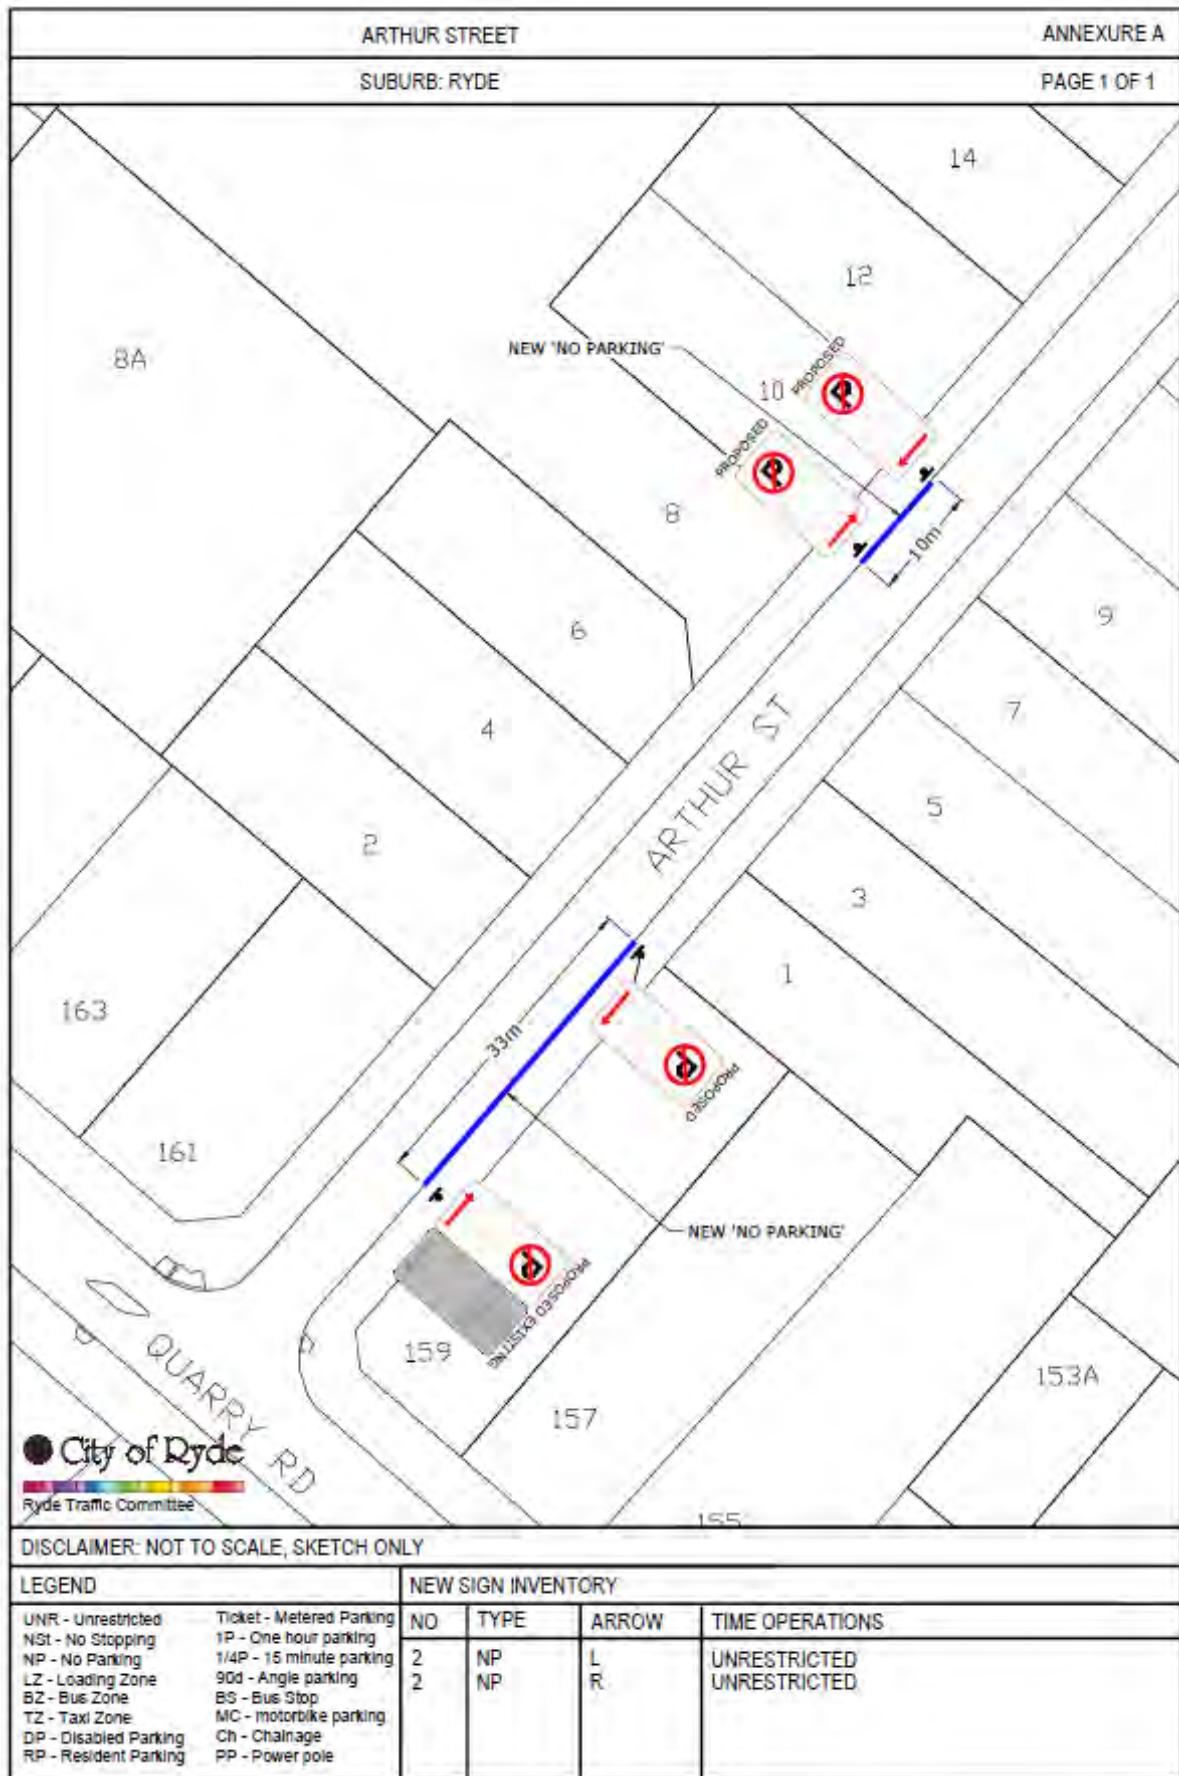 ARTHUR STREET
ANNEXURE A
SUBURB: RYDE
PAGE 1 OF 1
14
12
8A
NEW 'NO PARKING'
PROPOSED
10
PROPOSED
8
10m
9
6
7
4
ARTHUR ST
5
2
3
1
163
33m
PROPOSED
161
NEW 'NO PARKING'
PROPOSED EXISTING
159
153A
157
QUARRY RD
City of Ryde
Ryde Traffic Committee
155
DISCLAIMER: NOT TO SCALE, SKETCH ONLY
LEGEND
UNR - Unrestricted
NSt - No Stopping
NP - No Parking
LZ - Loading Zone
BZ - Bus Zone
TZ - Taxi Zone
DP - Disabled Parking
RP - Resident Parking
Ticket - Metered Parking
1P - One hour parking
1/4P - 15 minute parking
90d - Angle parking
BS - Bus Stop
MC - motorbike parking
Ch - Chainage
PP - Power pole
NEW SIGN INVENTORY
NO TYPE ARROW TIME OPERATIONS
2 NP L UNRESTRICTED
2 NP R UNRESTRICTED